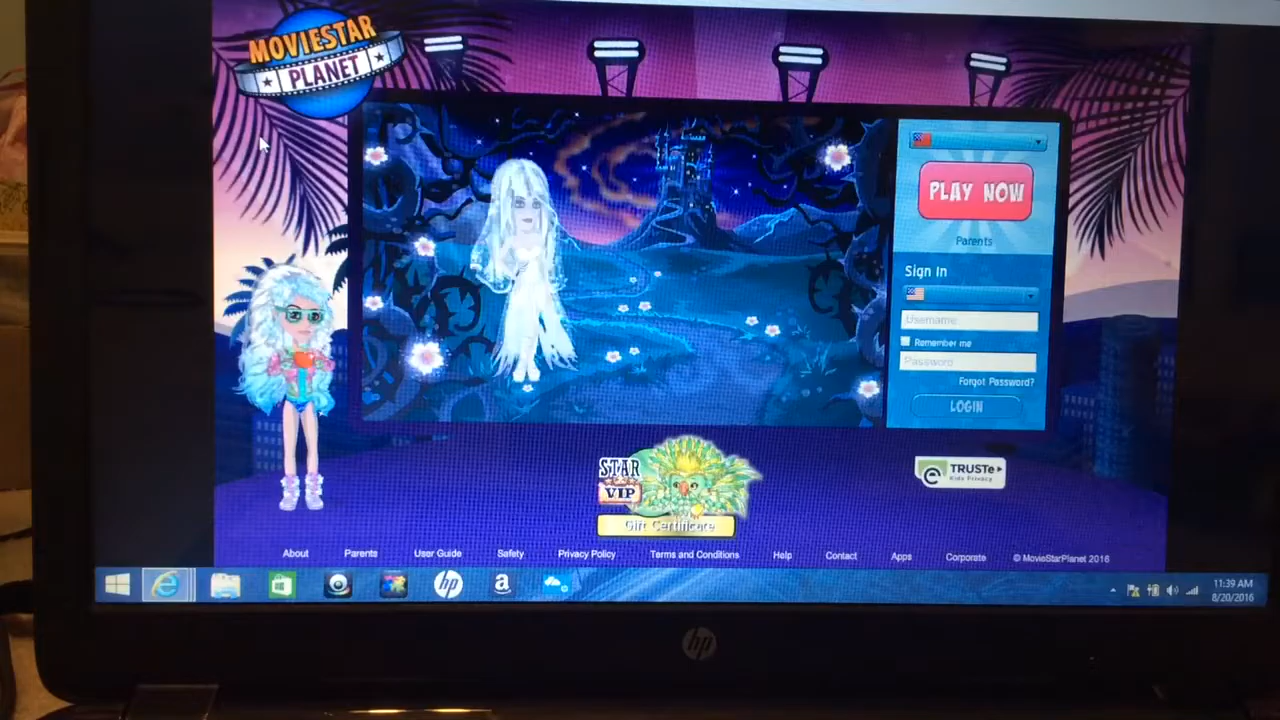 MOVIESTAR
PLANET
PLAY NOW
Parents
Sign In
Username
Remember me
Password
Forgot Password?
LOGIN
STAR
VIP
Gift Certificate
TRUSTe
Kids Privacy
About Parents User Guide Safety Privacy Policy Terms and Conditions Help Contact Apps Corporate © MovieStarPlanet 2016
hp
a
11:39 AM
8/20/2016
hp